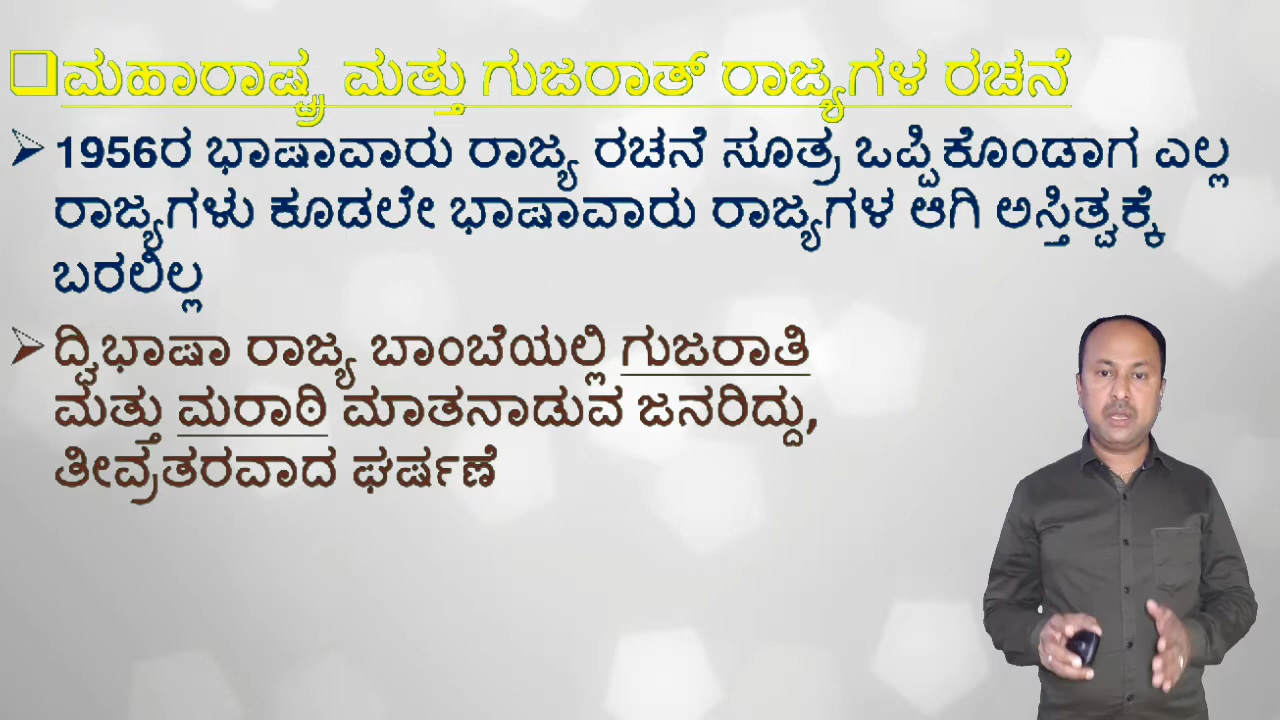 ಮಹಾರಾಷ್ಟ್ರ ಮತ್ತು ಗುಜರಾತ್ ರಾಜ್ಯಗಳ ರಚನೆ
1956ರ ಭಾಷಾವಾರು ರಾಜ್ಯ ರಚನೆ ಸೂತ್ರ ಒಪ್ಪಿಕೊಂಡಾಗ ಎಲ್ಲ
ರಾಜ್ಯಗಳು ಕೂಡಲೇ ಭಾಷಾವಾರು ರಾಜ್ಯಗಳ ಆಗಿ ಅಸ್ತಿತ್ವಕ್ಕೆ
ಬರಲಿಲ್ಲ
ದ್ವಿಭಾಷಾ ರಾಜ್ಯ ಬಾಂಬೆಯಲ್ಲಿ ಗುಜರಾತಿ
ಮತ್ತು ಮರಾಠಿ ಮಾತನಾಡುವ ಜನರಿದ್ದು,
ತೀವ್ರತರವಾದ ಘರ್ಷಣೆ